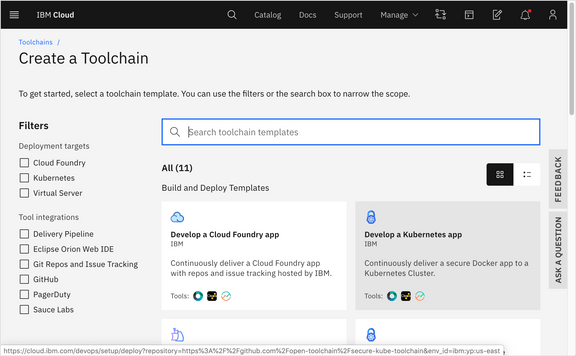 IBM Cloud
Catalog
Docs
Support
Manage
Toolchains /
Create a Toolchain
To get started, select a toolchain template. You can use the filters or the search box to narrow the scope.
Filters
Deployment targets
Cloud Foundry
Kubernetes
Virtual Server
Tool integrations
Delivery Pipeline
Eclipse Orion Web IDE
Git Repos and Issue Tracking
GitHub
PagerDuty
Sauce Labs
Search toolchain templates
All (11)
Build and Deploy Templates
Develop a Cloud Foundry app
IBM
Continuously deliver a Cloud Foundry app
with repos and issue tracking hosted by IBM.
Tools:
Develop a Kubernetes app
IBM
Continuously deliver a secure Docker app to a
Kubernetes Cluster.
Tools:
FEEDBACK
ASK A QUESTION
https://cloud.ibm.com/devops/setup/deploy?repository=https%3A%2F%2Fgithub.com%2Fopen-toolchain%2Fsecure-kube-toolchain&env_id=ibm:yp:us-east